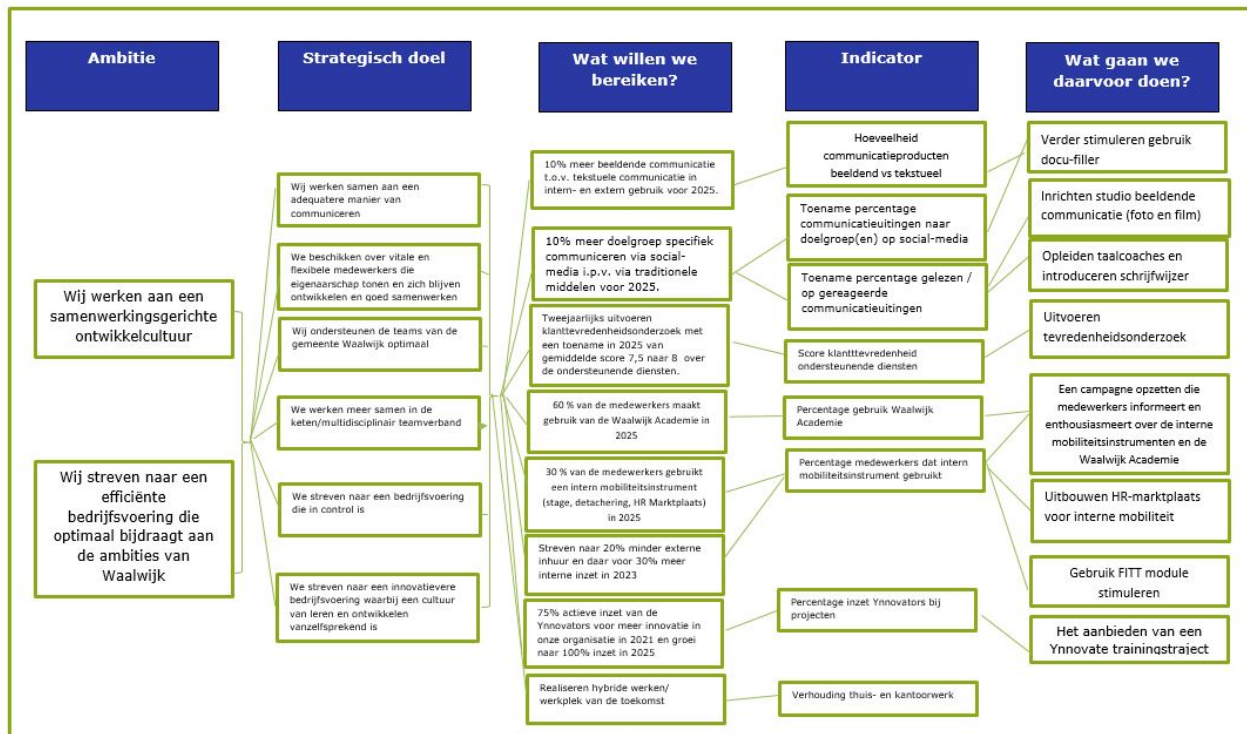 Ambitie
Strategisch doel
Wat willen we
bereiken?
Indicator
Wat gaan we
daarvoor doen?
Wij werken aan een
samenwerkingsgerichte
ontwikkelcultuur
Wij streven naar een
efficiënte
bedrijfsvoering die
optimaal bijdraagt aan
de ambities van
Waalwijk
Wij werken samen aan een
adequatere manier van
communiceren
We beschikken over vitale en
flexibele medewerkers die
eigenaarschap tonen en zich blijven
ontwikkelen en goed samenwerken
Wij ondersteunen de teams van de
gemeente Waalwijk optimaal
We werken meer samen in de
keten/multidisciplinair teamverband
We streven naar een bedrijfsvoering
die in control is
We streven naar een innovatievere
bedrijfsvoering waarbij een cultuur
van leren en ontwikkelen
vanzelfsprekend is
10% meer beeldende communicatie
t.o.v. tekstuele communicatie in
intern- en extern gebruik voor 2025.
10% meer doelgroep specifiek
communiceren via social-
media i.p.v. via traditionele
middelen voor 2025.
Tweejaarlijks uitvoeren
klanttevredenheidsonderzoek met
een toename in 2025 van
gemiddelde score 7,5 naar 8 over
de ondersteunende diensten.
60 % van de medewerkers maakt
gebruik van de Waalwijk Academie in
2025
30 % van de medewerkers gebruikt
een intern mobiliteitsinstrument
(stage, detachering, HR Marktplaats)
in 2025
Streven naar 20% minder externe
inhuur en daar voor 30% meer
interne inzet in 2023
75% actieve inzet van de
Ynnovators voor meer innovatie in
onze organisatie in 2021 en groei
naar 100% inzet in 2025
Realiseren hybride werken/
werkplek van de toekomst
Hoeveelheid
communicatieproducten
beeldend vs tekstueel
Toename percentage
communicatieuitingen naar
doelgroep(en) op social-media
Toename percentage gelezen /
op gereageerde
communicatieuitingen
Score klantttevredenheid
ondersteunende diensten
Percentage gebruik Waalwijk
Academie
Percentage medewerkers dat intern
mobiliteitsinstrument gebruikt
Percentage inzet Ynnovators bij
projecten
Verhouding thuis- en kantoorwerk
Verder stimuleren gebruik
docu-filler
Inrichten studio beeldende
communicatie (foto en film)
Opleiden taalcoaches en
introduceren schrijfwijzer
Uitvoeren
tevredenheidsonderzoek
Een campagne opzetten die
medewerkers informeert en
enthousiasmeert over de interne
mobiliteitsinstrumenten en de
Waalwijk Academie
Uitbouwen HR-marktplaats
voor interne mobiliteit
Gebruik FITT module
stimuleren
Het aanbieden van een
Ynnovate trainingstraject